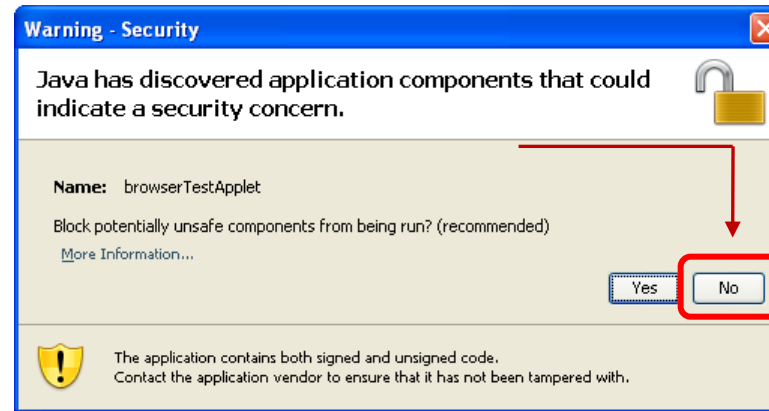 Warning - Security
Java has discovered application components that could
indicate a security concern.
Name: browserTestApplet
Block potentially unsafe components from being run? (recommended)
More Information...
Yes No
The application contains both signed and unsigned code.
Contact the application vendor to ensure that it has not been tampered with.